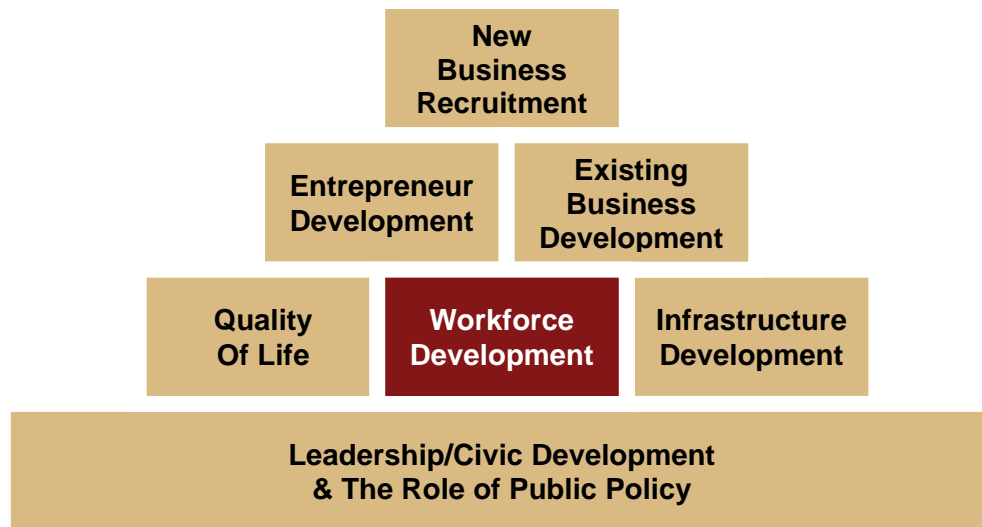 New
Business
Recruitment
Entrepreneur
Development
Existing
Business
Development
Quality
Of Life
Workforce
Development
Infrastructure
Development
Leadership/Civic Development
& The Role of Public Policy